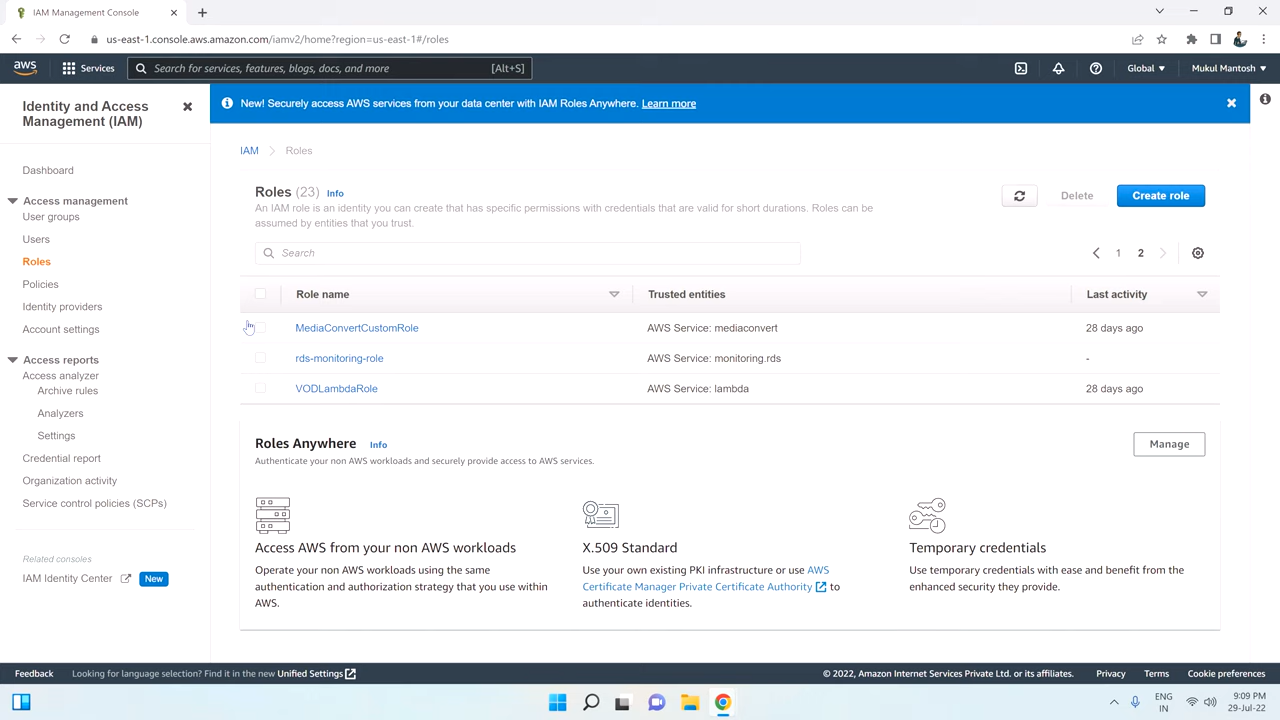 IAM Management Console
us-east-1.console.aws.amazon.com/iamv2/home?region=us-east-1#/roles
aws
Services
Search for services, features, blogs, docs, and more
[Alt+S]
Global
Mukul Mantosh
Identity and Access
Management (IAM)
Dashboard
Access management
User groups
Users
Roles
Policies
Identity providers
Account settings
Access reports
Access analyzer
Archive rules
Analyzers
Settings
Credential report
Organization activity
Service control policies (SCPs)
Related consoles
IAM Identity Center
New
New! Securely access AWS services from your data center with IAM Roles Anywhere. Learn more
IAM > Roles
Roles (23) Info
An IAM role is an identity you can create that has specific permissions with credentials that are valid for short durations. Roles can be
assumed by entities that you trust.
Delete
Create role
Search
1 2
Role name Trusted entities Last activity
MediaConvertCustomRole AWS Service: mediaconvert 28 days ago
rds-monitoring-role AWS Service: monitoring.rds -
VODLambdaRole AWS Service: lambda 28 days ago
Roles Anywhere Info
Authenticate your non AWS workloads and securely provide access to AWS services.
Manage
Access AWS from your non AWS workloads
Operate your non AWS workloads using the same
authentication and authorization strategy that you use within
AWS.
X.509 Standard
Use your own existing PKI infrastructure or use AWS
Certificate Manager Private Certificate Authority to
authenticate identities.
Temporary credentials
Use temporary credentials with ease and benefit from the
enhanced security they provide.
Feedback
Looking for language selection? Find it in the new Unified Settings
© 2022, Amazon Internet Services Private Ltd. or its affiliates.
Privacy
Terms
Cookie preferences
ENG
IN
9:09 PM
29-Jul-22